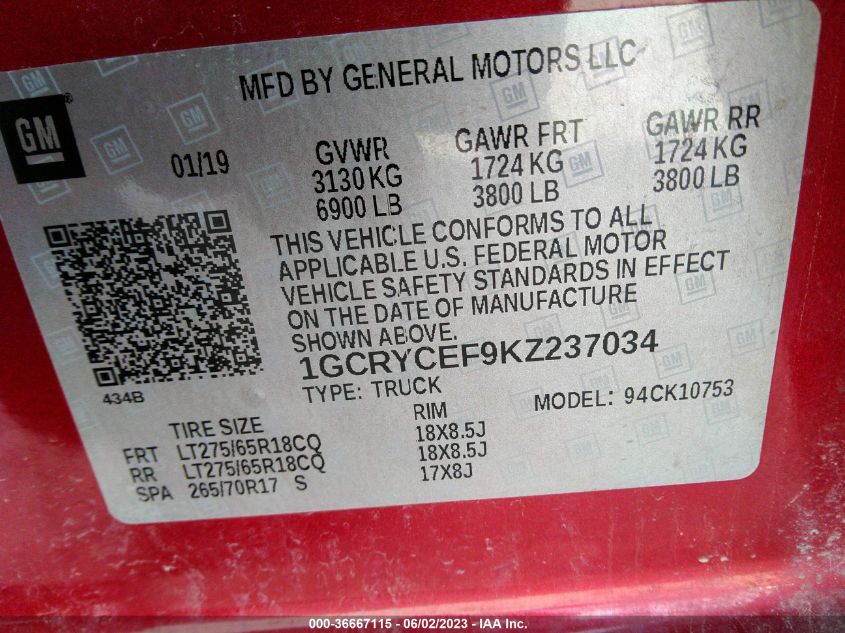 MFD BY GENERAL MOTORS LLC
GM
01/19
GVWR
3130 KG
6900 LB
GAWR FRT
1724 KG
3800 LB
GAWR RR
1724 KG
3800 LB
THIS VEHICLE CONFORMS TO ALL
APPLICABLE U.S. FEDERAL MOTOR
VEHICLE SAFETY STANDARDS IN EFFECT
ON THE DATE OF MANUFACTURE
SHOWN ABOVE.
1GCRYCEF9KZ237034
TYPE: TRUCK
MODEL: 94CK10753
434B
TIRE SIZE RIM
FRT LT275/65R18CQ 18X8.5J
RR LT275/65R18CQ 18X8.5J
SPA 265/70R17 S 17X8J
000-36667115 - 06/02/2023 - IAA Inc.